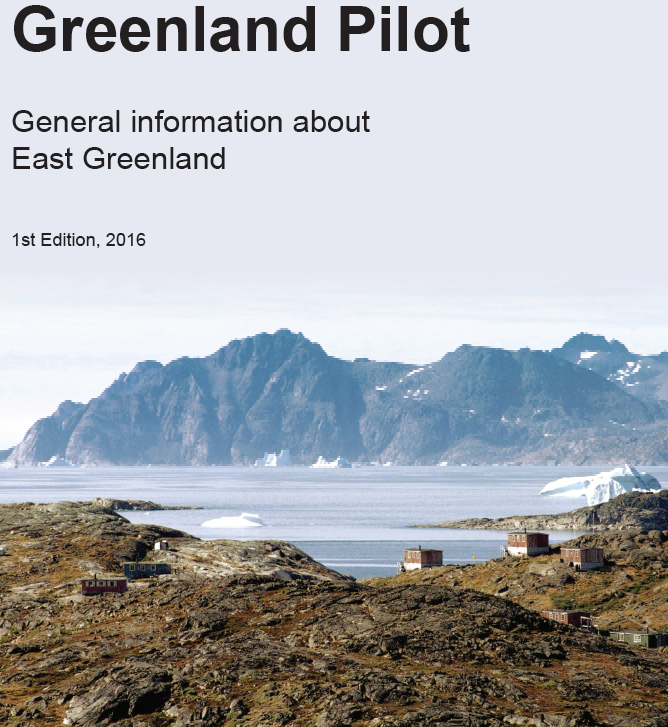 Greenland Pilot
General information about
East Greenland
1st Edition, 2016